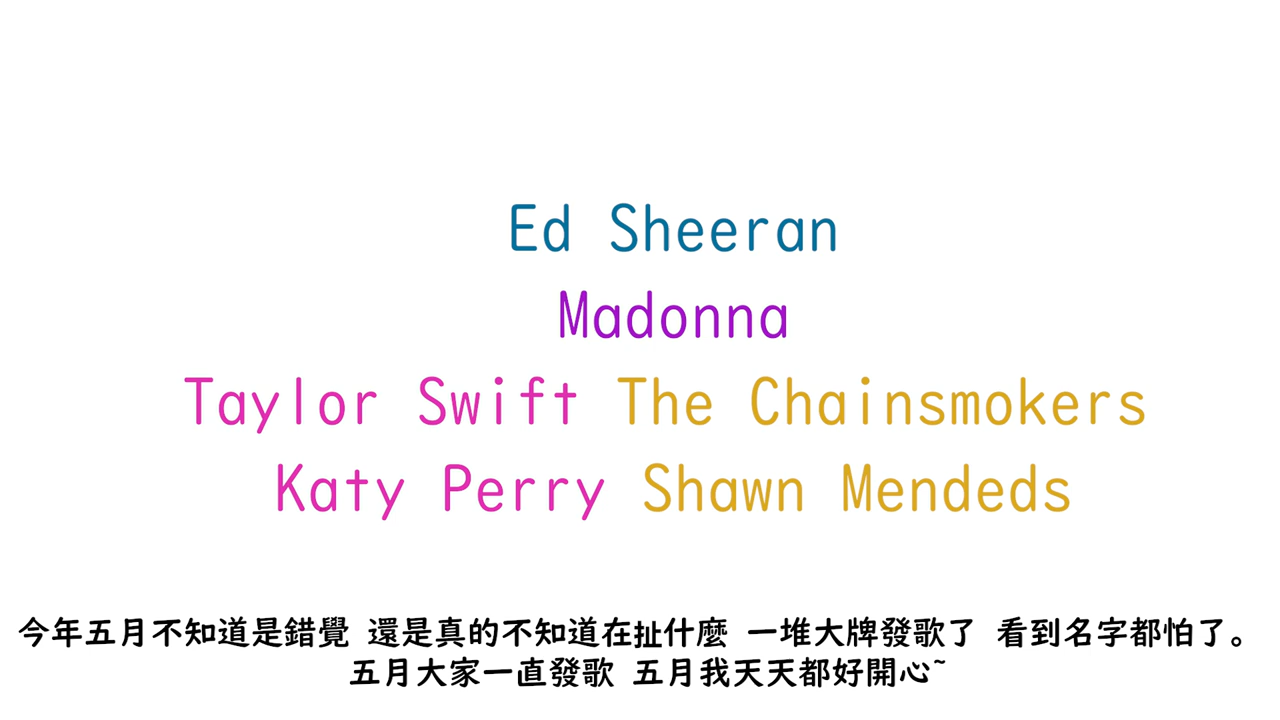 Ed Sheeran
Madonna
Taylor Swift The Chainsmokers
Katy Perry Shawn Mendeds
今年五月不知道是錯覺 還是真的不知道在扯什麼 一堆大牌發歌了 看到名字都怕了。
五月大家一直發歌 五月我天天都好開心~